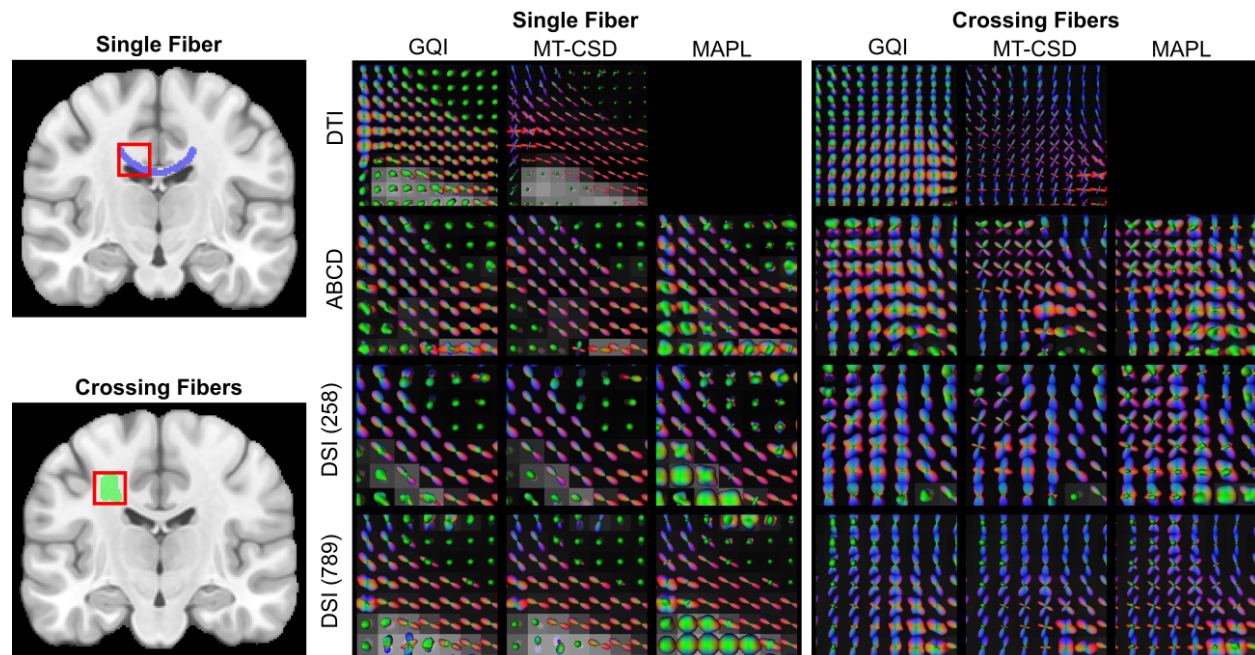 Single Fiber
Crossing Fibers
Single Fiber
GQI MT-CSD MAPL
Crossing Fibers
GQI MT-CSD MAPL
DTI
ABCD
DSI (258)
DSI (789)